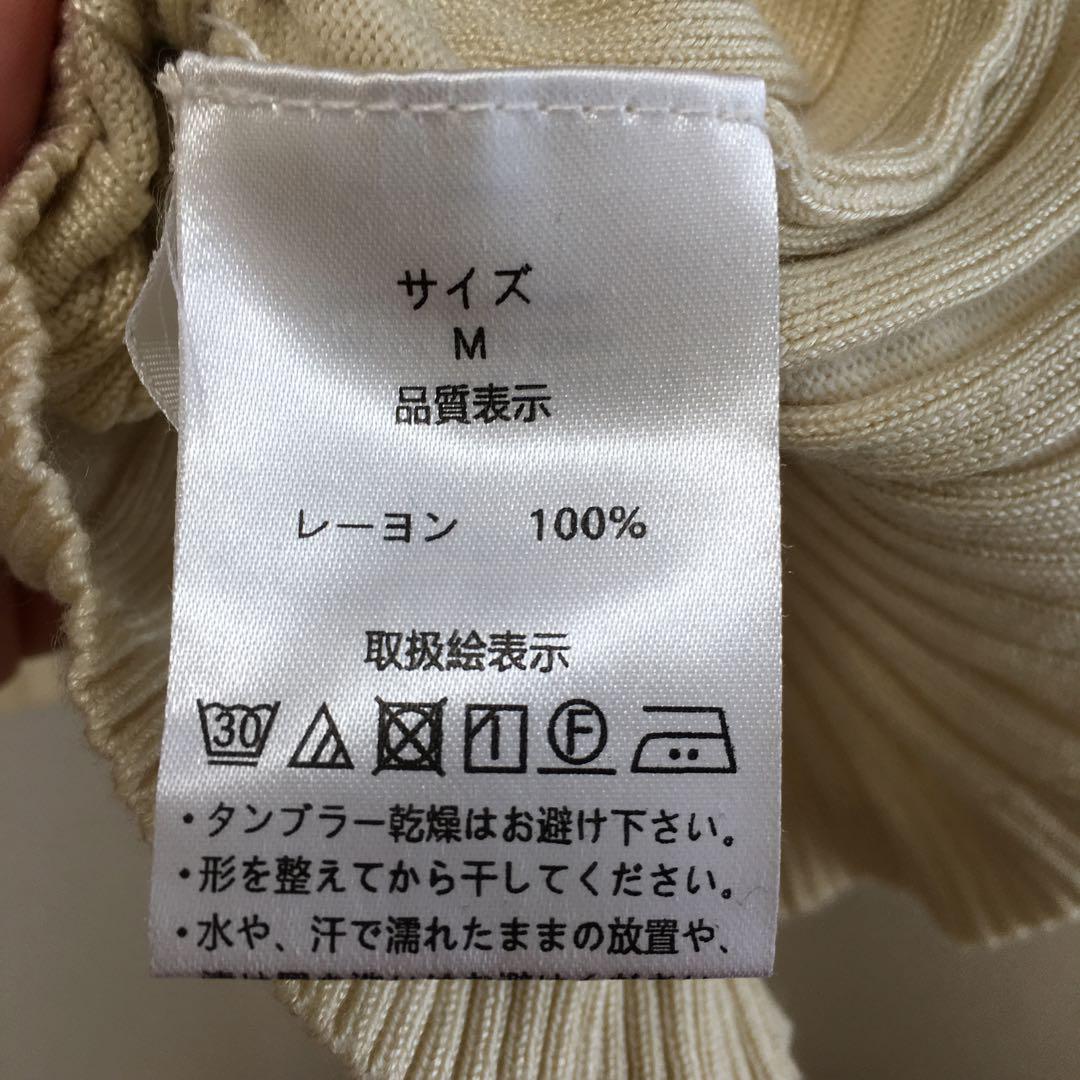 サイズ
M
品質表示
レーヨン 100%
取扱絵表示
30 F
・タンブラー乾燥はお避け下さい。
・形を整えてから干してください。
・水や、汗で濡れたままの放置や、